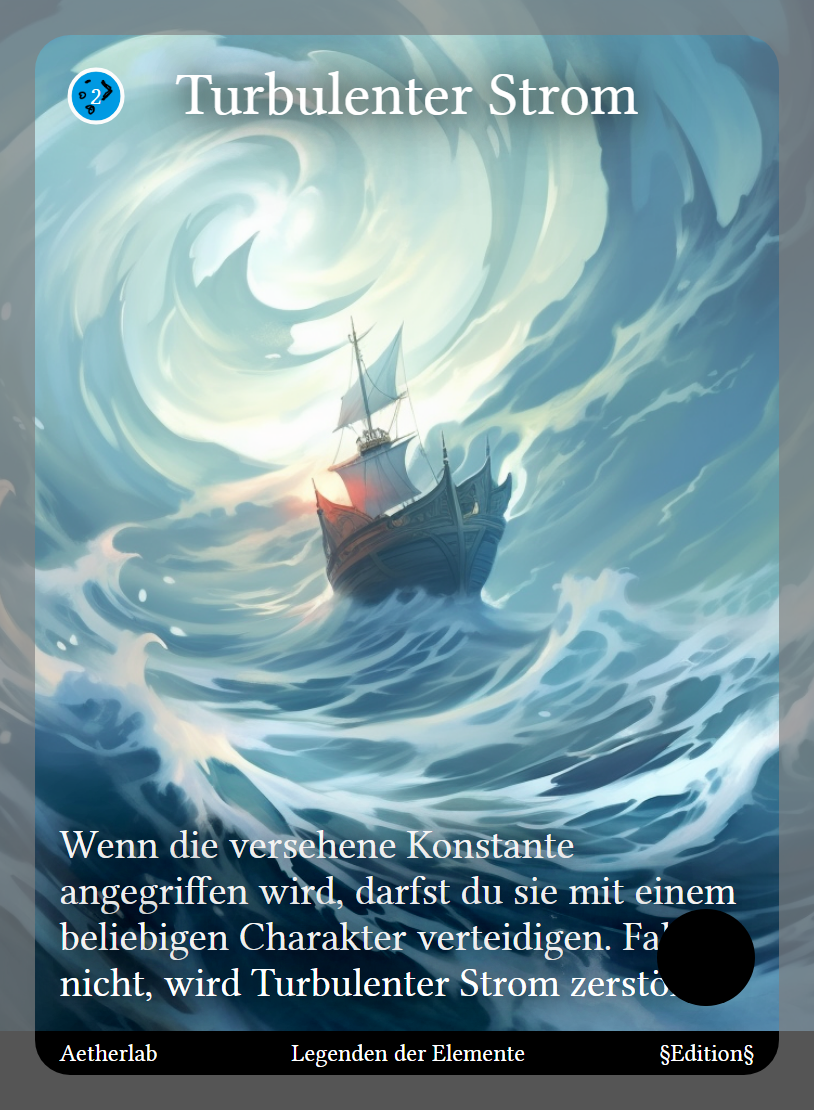 2
Turbulenter Strom
Wenn die versehene Konstante
angegriffen wird, darfst du sie mit einem
beliebigen Charakter verteidigen.
nicht, wird Turbulenter Strom
Aetherlab
Legenden der Elemente
§Edition§